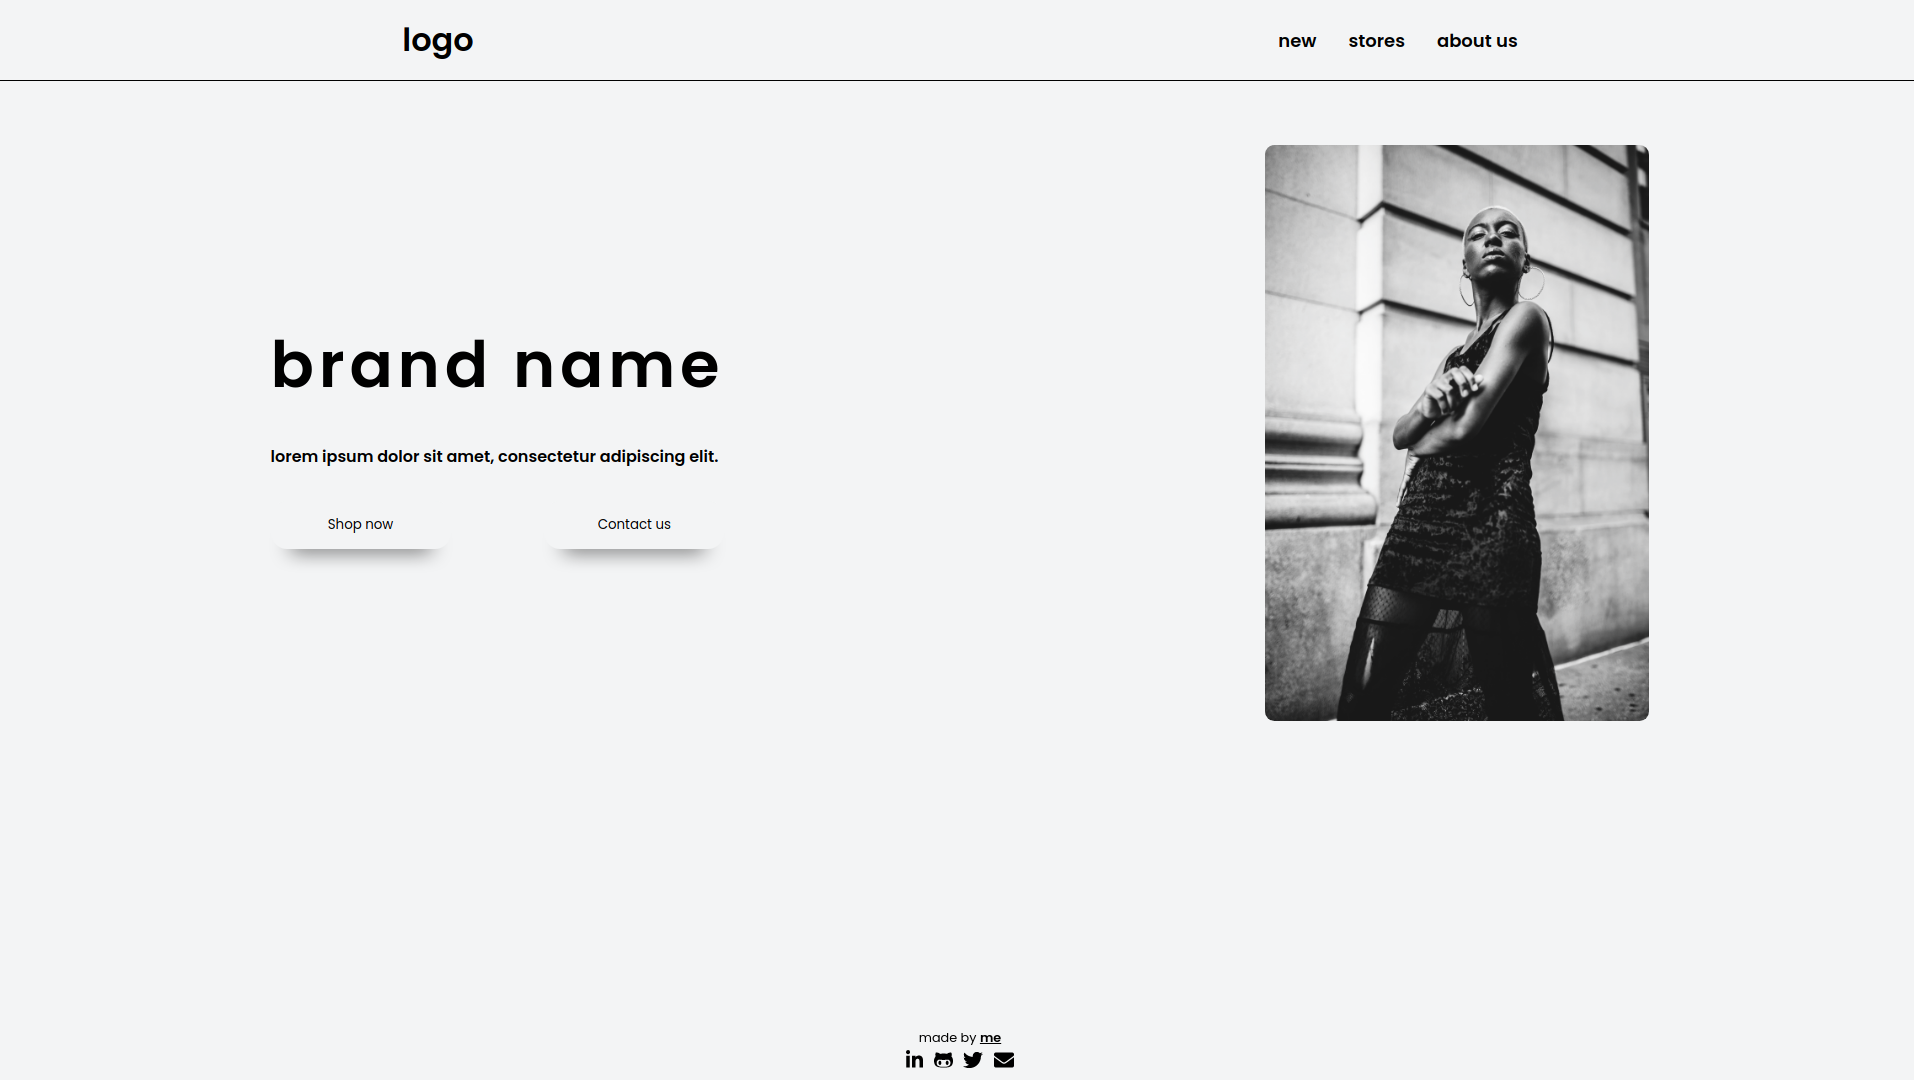 logo
new stores about us
brand name
lorem ipsum dolor sit amet, consectetur adipiscing elit.
Shop now Contact us
made by me